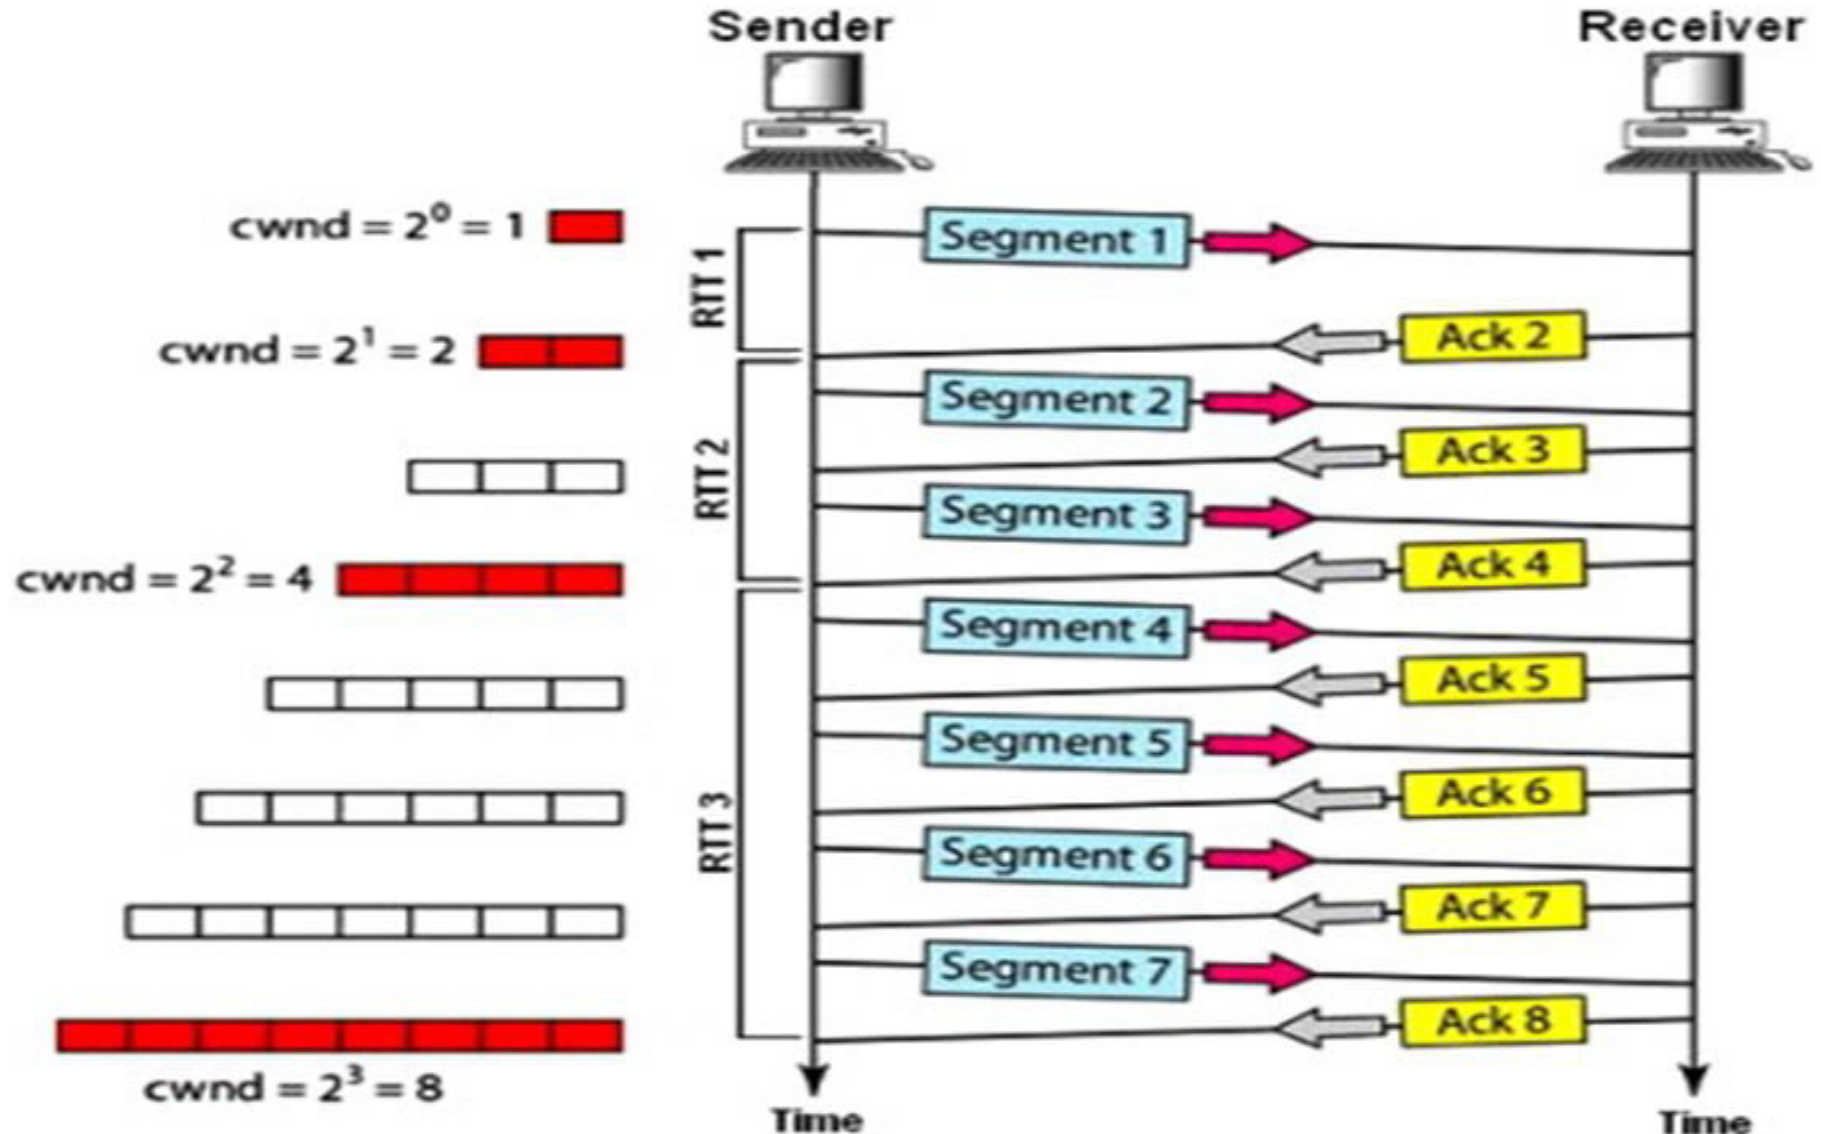 Sender
Receiver
cwnd = 2⁰ = 1
RTT 1
Segment 1
Ack 2
cwnd = 2¹ = 2
RTT 2
Segment 2
Ack 3
Segment 3
Ack 4
cwnd = 2² = 4
RTT 3
Segment 4
Ack 5
Segment 5
Ack 6
Segment 6
Ack 7
Segment 7
Ack 8
cwnd = 2³ = 8
Time
Time